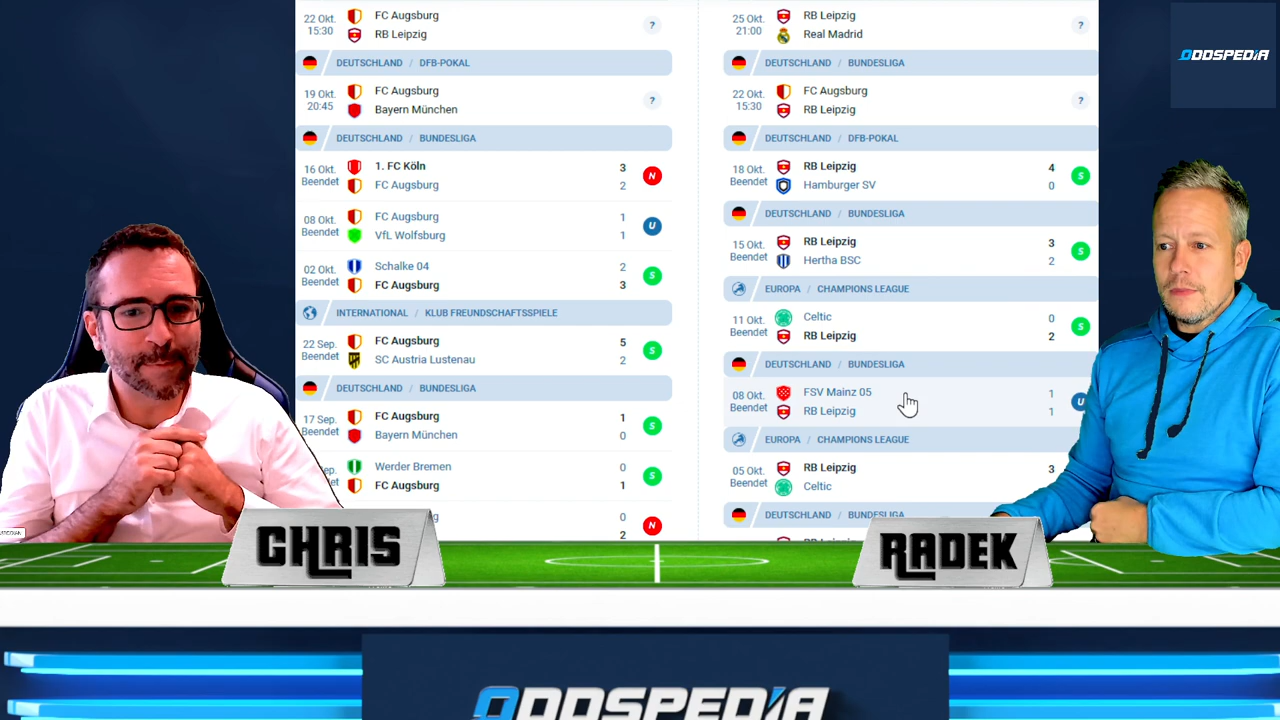 22 Okt.
15:30
FC Augsburg
RB Leipzig
?
DEUTSCHLAND / DFB-POKAL
19 Okt.
20:45
FC Augsburg
Bayern München
?
DEUTSCHLAND / BUNDESLIGA
16 Okt.
Beendet
1. FC Köln 3
FC Augsburg 2
N
08 Okt.
Beendet
FC Augsburg 1
VfL Wolfsburg 1
U
02 Okt.
Beendet
Schalke 04 2
FC Augsburg 3
S
INTERNATIONAL / KLUB FREUNDSCHAFTSSPIELE
22 Sep.
Beendet
FC Augsburg 5
SC Austria Lustenau 2
S
DEUTSCHLAND / BUNDESLIGA
17 Sep.
Beendet
FC Augsburg 1
Bayern München 0
S
Werder Bremen 0
FC Augsburg 1
S
0
2
N
25 Okt.
21:00
RB Leipzig
Real Madrid
?
DEUTSCHLAND / BUNDESLIGA
22 Okt.
15:30
FC Augsburg
RB Leipzig
?
DEUTSCHLAND / DFB-POKAL
18 Okt.
Beendet
RB Leipzig 4
Hamburger SV 0
S
DEUTSCHLAND / BUNDESLIGA
15 Okt.
Beendet
RB Leipzig 3
Hertha BSC 2
S
EUROPA / CHAMPIONS LEAGUE
11 Okt.
Beendet
Celtic 0
RB Leipzig 2
S
DEUTSCHLAND / BUNDESLIGA
08 Okt.
Beendet
FSV Mainz 05 1
RB Leipzig 1
U
EUROPA / CHAMPIONS LEAGUE
05 Okt.
Beendet
RB Leipzig 3
Celtic
DEUTSCHLAND / BUNDESLIGA
ODDSPEDIA
CHRIS
RADEK
ODDSPEDIA